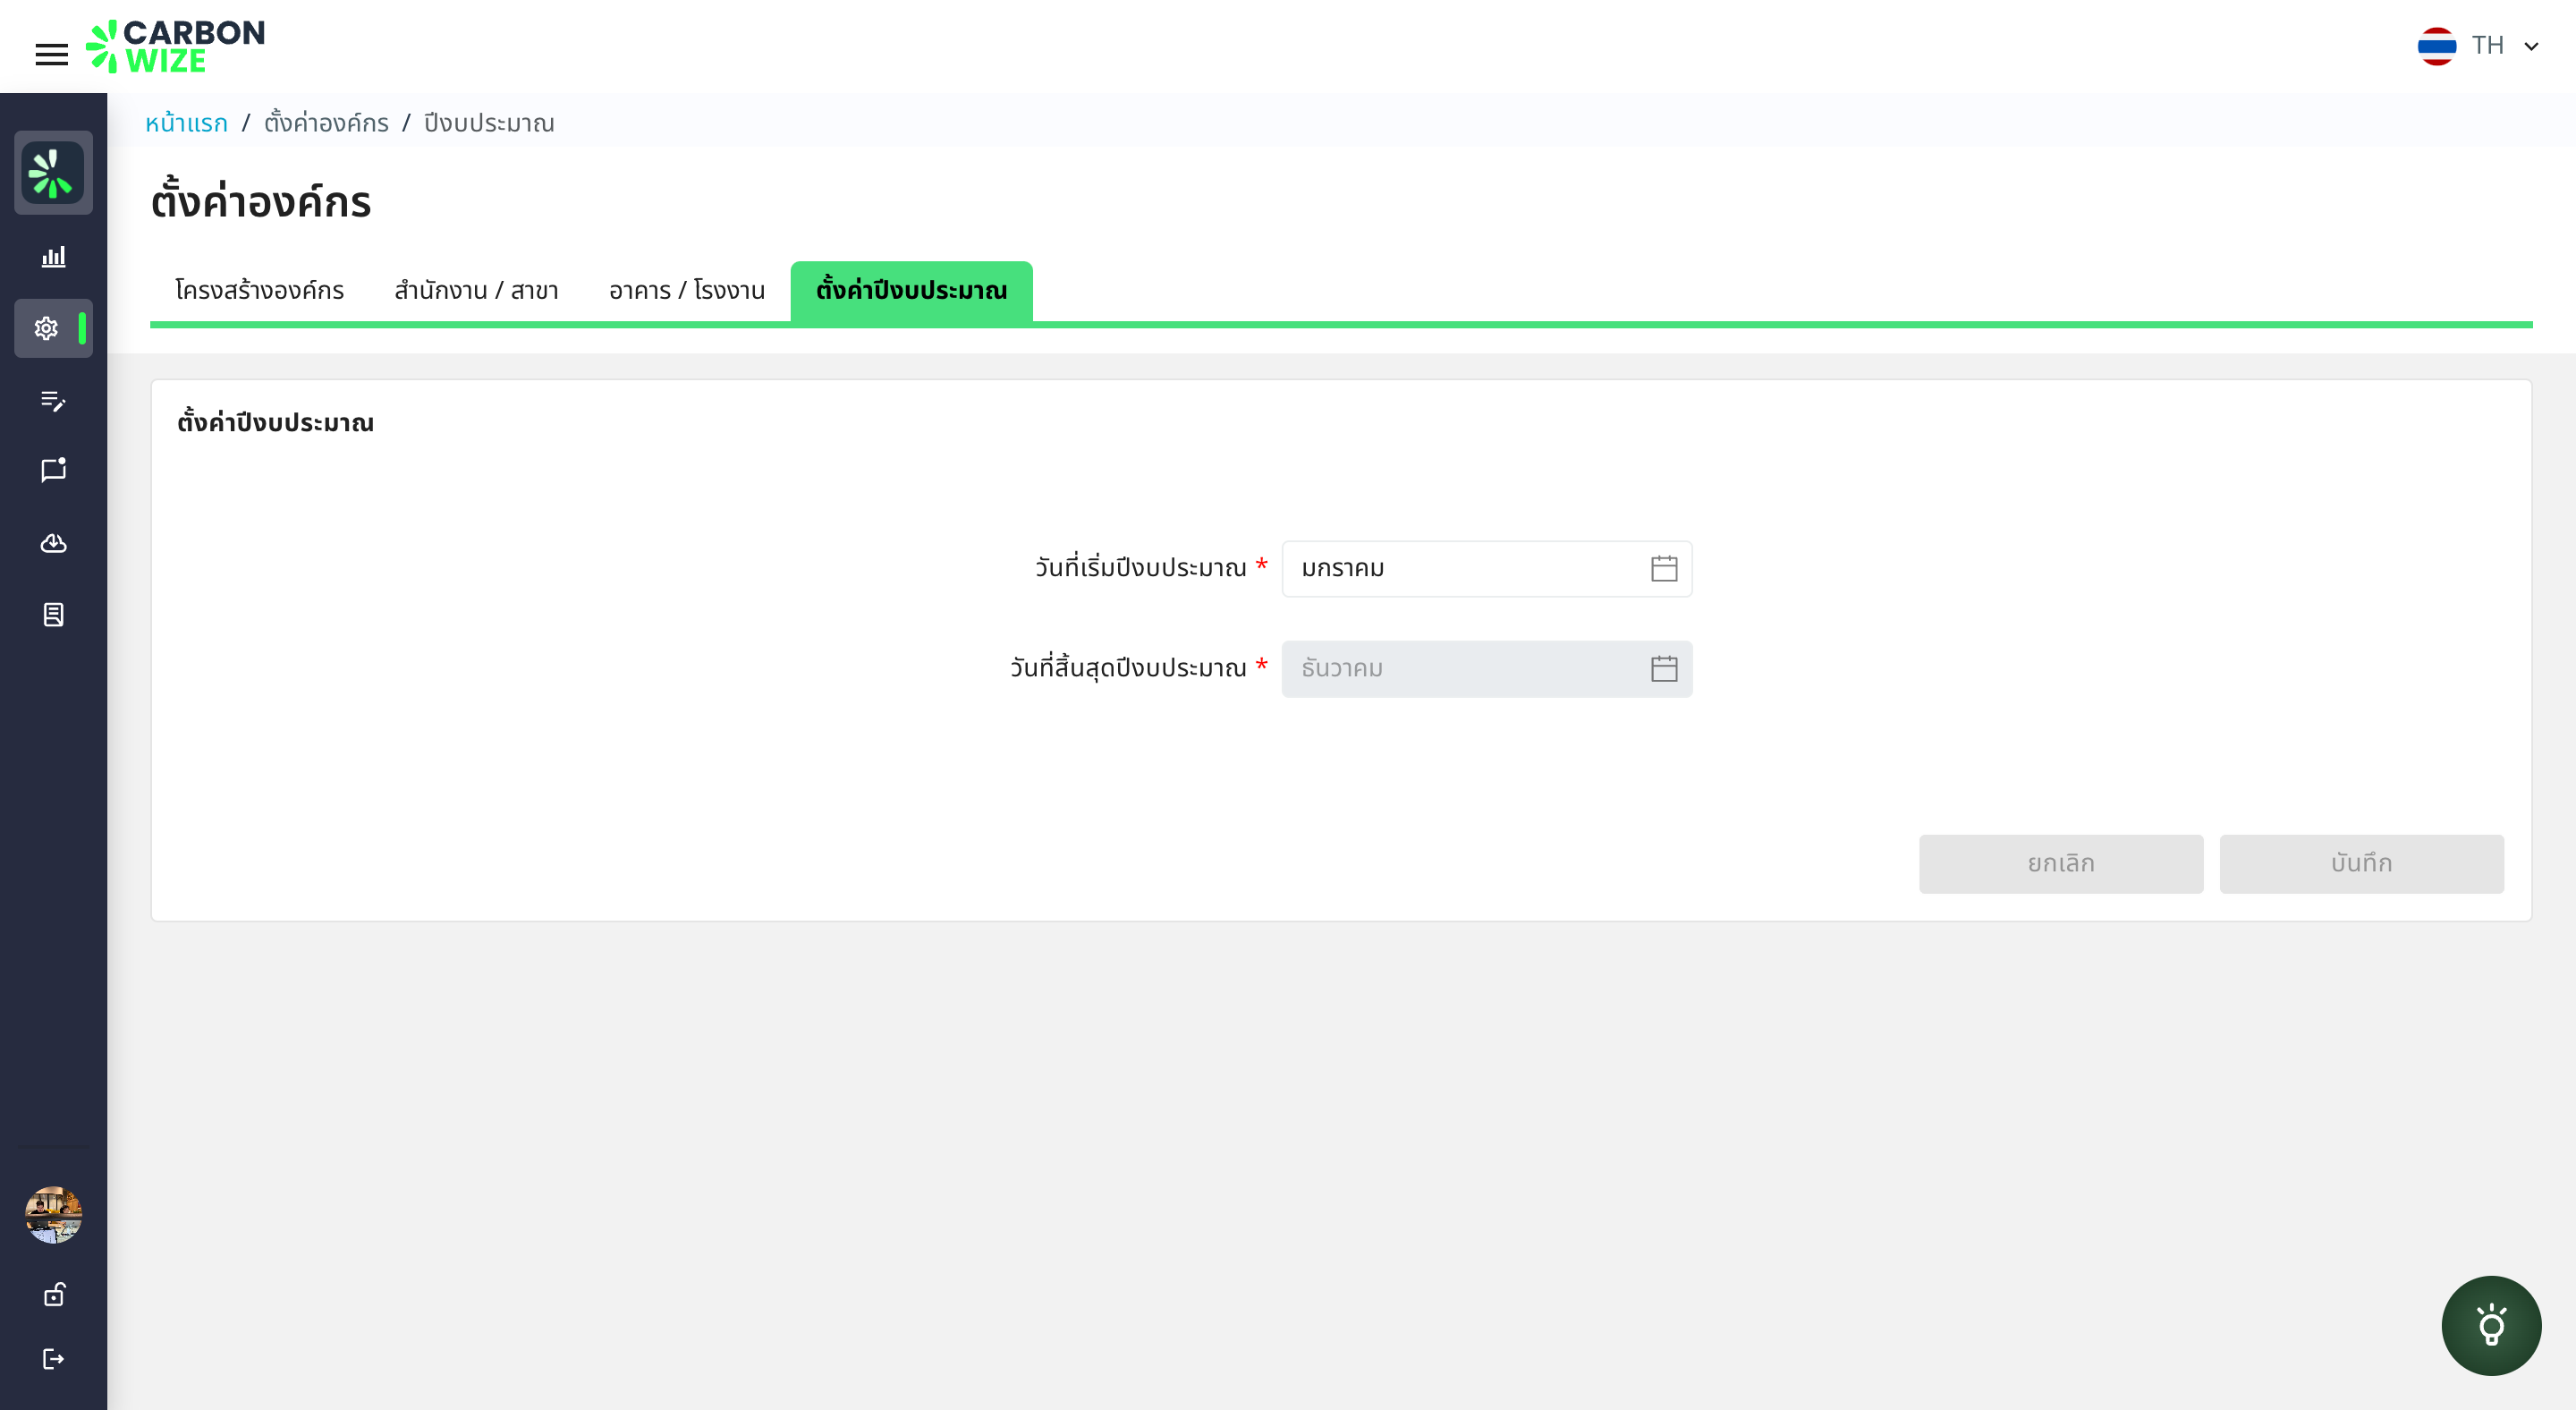 CARBON
WIZE
TH
หน้าแรก / ตั้งค่าองค์กร / ปีงบประมาณ
ตั้งค่าองค์กร
โครงสร้างองค์กร สำนักงาน / สาขา อาคาร / โรงงาน ตั้งค่าปีงบประมาณ
ตั้งค่าปีงบประมาณ
วันที่เริ่มปีงบประมาณ * มกราคม
วันที่สิ้นสุดปีงบประมาณ * ธันวาคม
ยกเลิก บันทึก